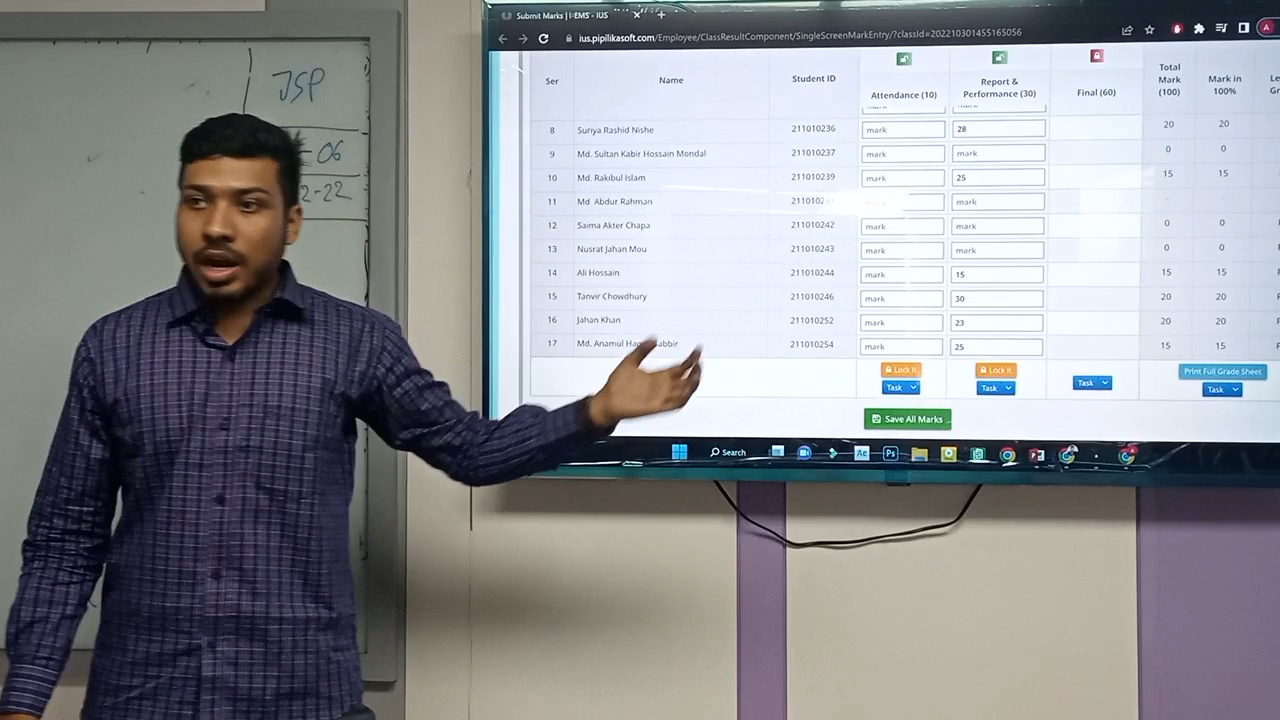 JSP
06
2-22
Submit Marks | i-EMS - IUS
ius.pipilikasoft.com/Employee/ClassResultComponent/SingleScreenMarkEntry/?classId=202210301455165056
Ser Name Student ID Attendance (10) Report & Performance (30) Final (60) Total Mark (100) Mark in 100% Le Gr
8 Suriya Rashid Nishe 211010236 mark 28 20 20
9 Md. Sultan Kabir Hossain Mondal 211010237 mark mark 0 0
10 Md. Rakibul Islam 211010239 mark 25 15 15
11 Md. Abdur Rahman mark
12 Saima Akter Chapa 211010242 mark mark 0 0
13 Nusrat Jahan Mou 211010243 mark mark 0 0
14 Ali Hossain 211010244 mark 15 15 15
15 Tanvir Chowdhury 211010246 mark 30 20 20
16 Jahan Khan 211010252 mark 23 20 20
17 Md. Anamul 211010254 mark 25 15 15
Lock It Lock It Print Full Grade Sheet
Task Task Task Task
Save All Marks
Search Ae Ps